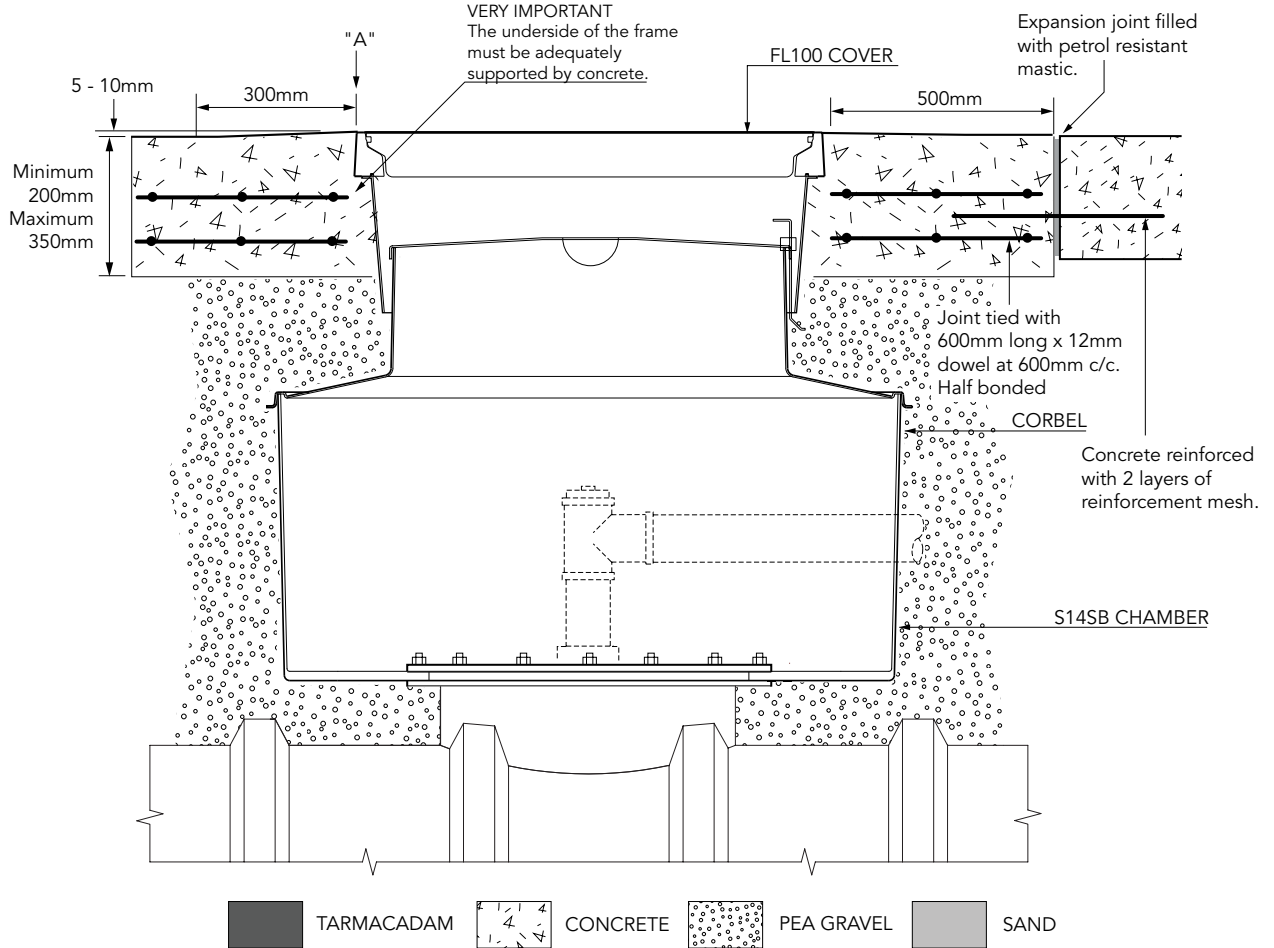 VERY IMPORTANT
The underside of the frame
must be adequately
supported by concrete.
"A"
FL100 COVER
Expansion joint filled
with petrol resistant
mastic.
5 - 10mm
300mm
500mm
Minimum
200mm
Maximum
350mm
Joint tied with
600mm long x 12mm
dowel at 600mm c/c.
Half bonded
CORBEL
Concrete reinforced
with 2 layers of
reinforcement mesh.
S14SB CHAMBER
TARMACADAM
CONCRETE
PEA GRAVEL
SAND